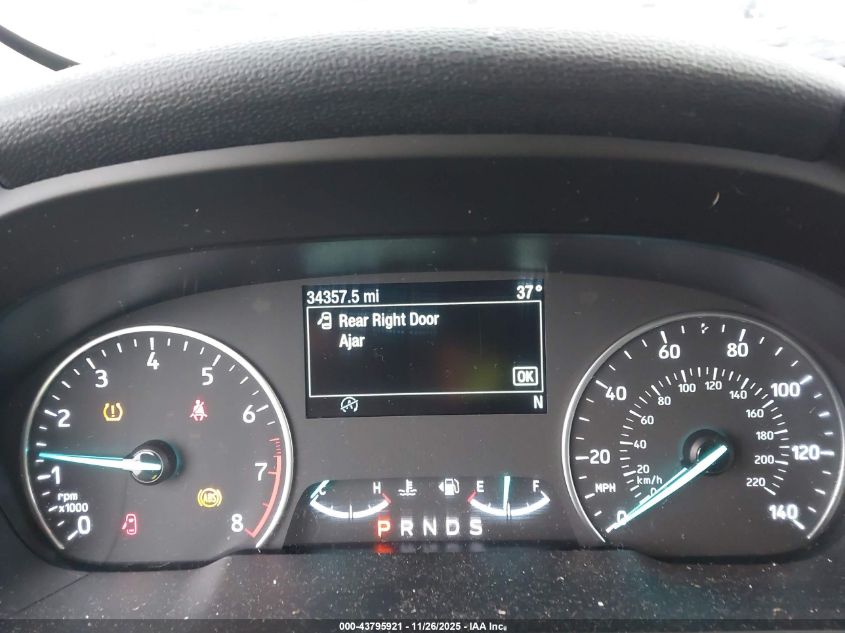 34357.5 mi 37°
Rear Right Door
Ajar
OK
N
0 1 2 3 4 5 6 7 8
rpm
x1000
ABS
C H E F
P R N D S
0 20 40 60 80 100 120 140
MPH
0 20 40 60 80 100 120 140 160 180 200 220
km/h
000-43795921 - 11/26/2025 - IAA Inc.